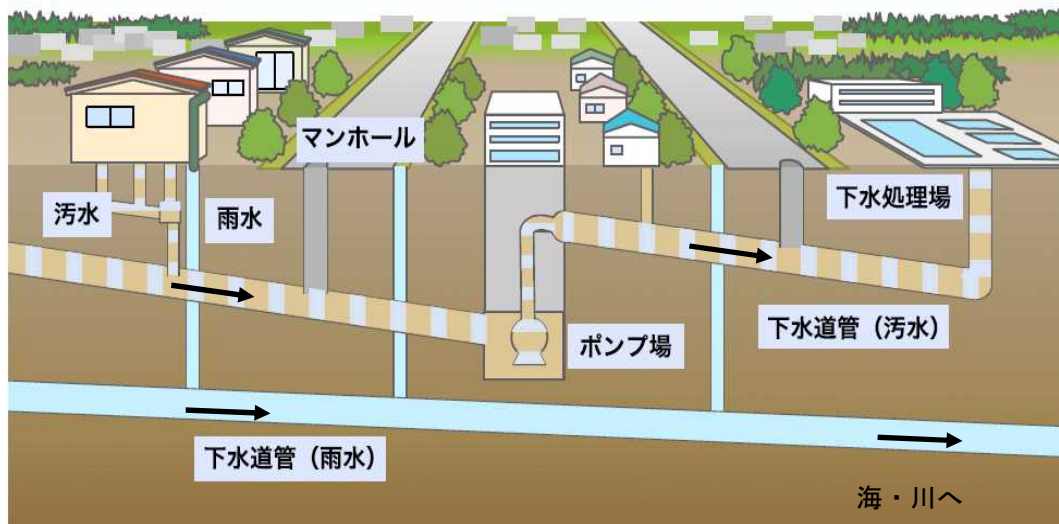 マンホール
汚水
雨水
下水処理場
ポンプ場
下水道管（汚水）
下水道管（雨水）
海・川へ